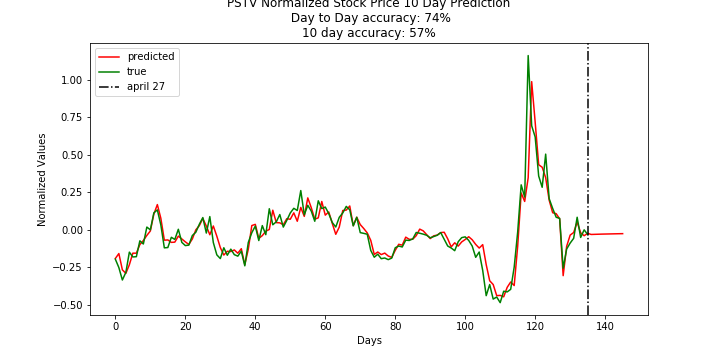 PSTV Normalized Stock Price 10 Day Prediction
Day to Day accuracy: 74%
10 day accuracy: 57%
predicted
true
april 27
1.00
0.75
0.50
0.25
0.00
−0.25
−0.50
Normalized Values
0 20 40 60 80 100 120 140
Days